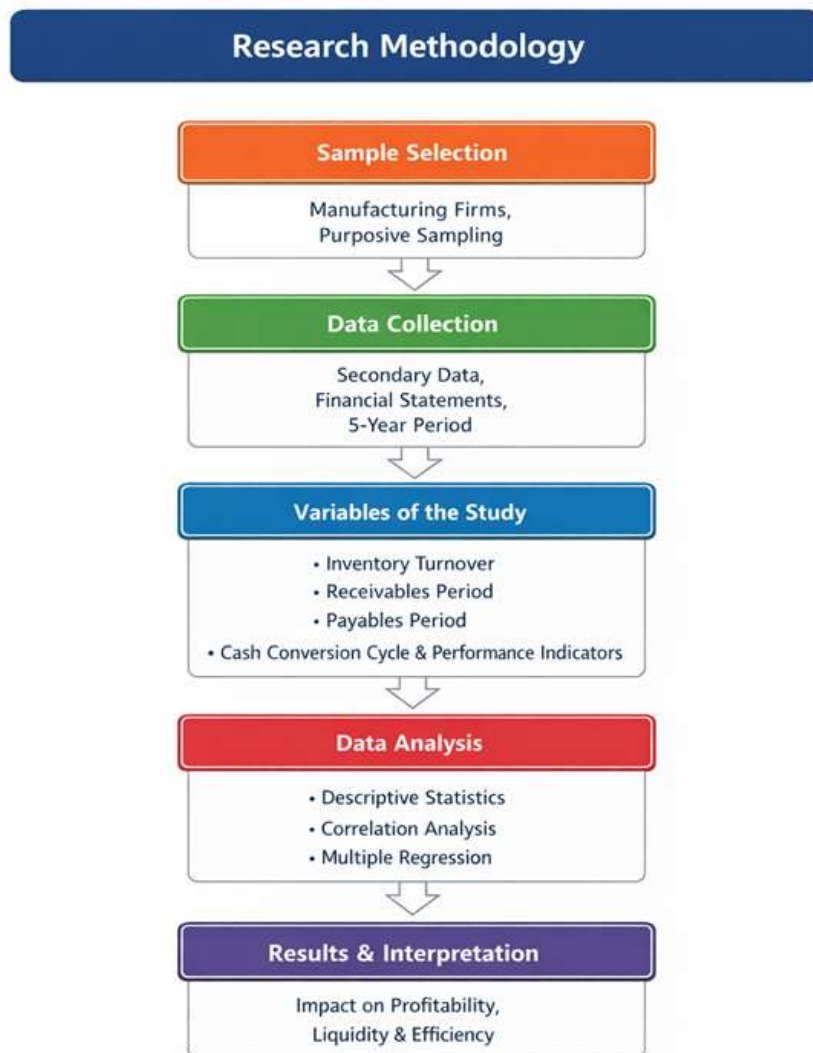 Research Methodology
Sample Selection
Manufacturing Firms,
Purposive Sampling
Data Collection
Secondary Data,
Financial Statements,
5-Year Period
Variables of the Study
• Inventory Turnover
• Receivables Period
• Payables Period
• Cash Conversion Cycle & Performance Indicators
Data Analysis
• Descriptive Statistics
• Correlation Analysis
• Multiple Regression
Results & Interpretation
Impact on Profitability,
Liquidity & Efficiency